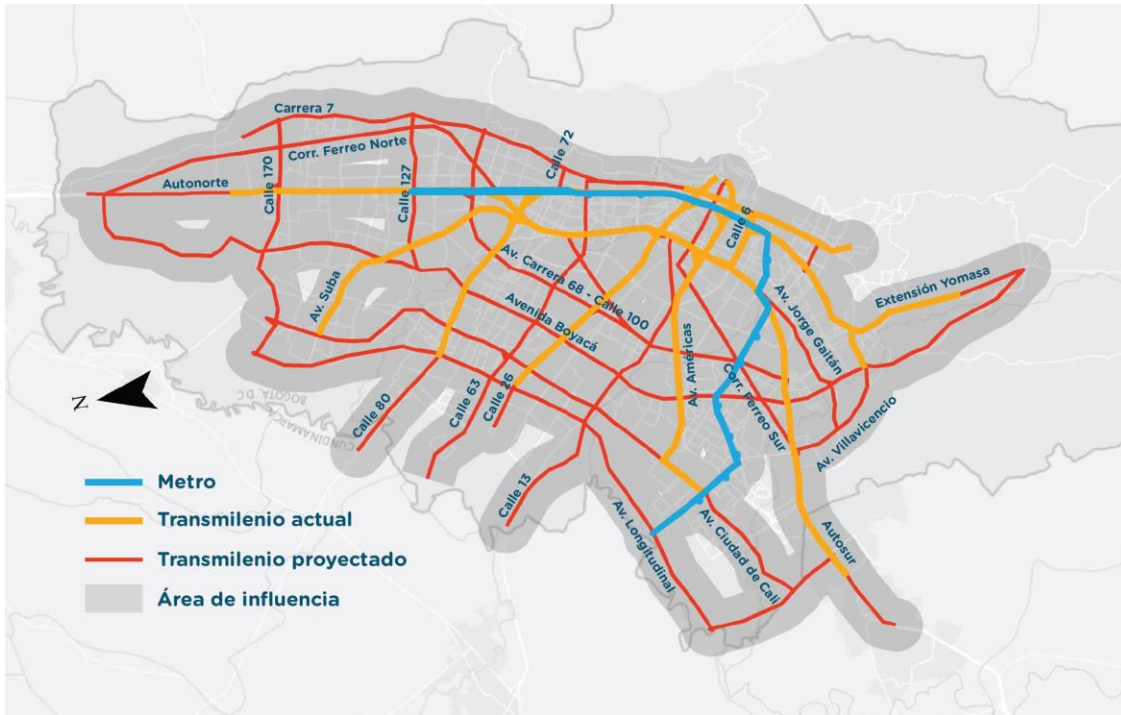 Carrera 7
Corr. Ferreo Norte
Calle 72
Autonorte
Calle 170
Calle 127
Calle 6
Av. Suba
Av. Carrera 68 - Calle 100
Avenida Boyacá
Extensión Yomasa
Av. Jorge Gaitán
Av. Américas
Corr. Ferreo Sur
N
BOGOTA, D.C
CUNDINAMARCA
Calle 80
Calle 63
Calle 26
Av. Villavicencio
Calle 13
Av. Longitudinal
Av. Ciudad de Cali
Autosur
Metro
Transmilenio actual
Transmilenio proyectado
Área de influencia